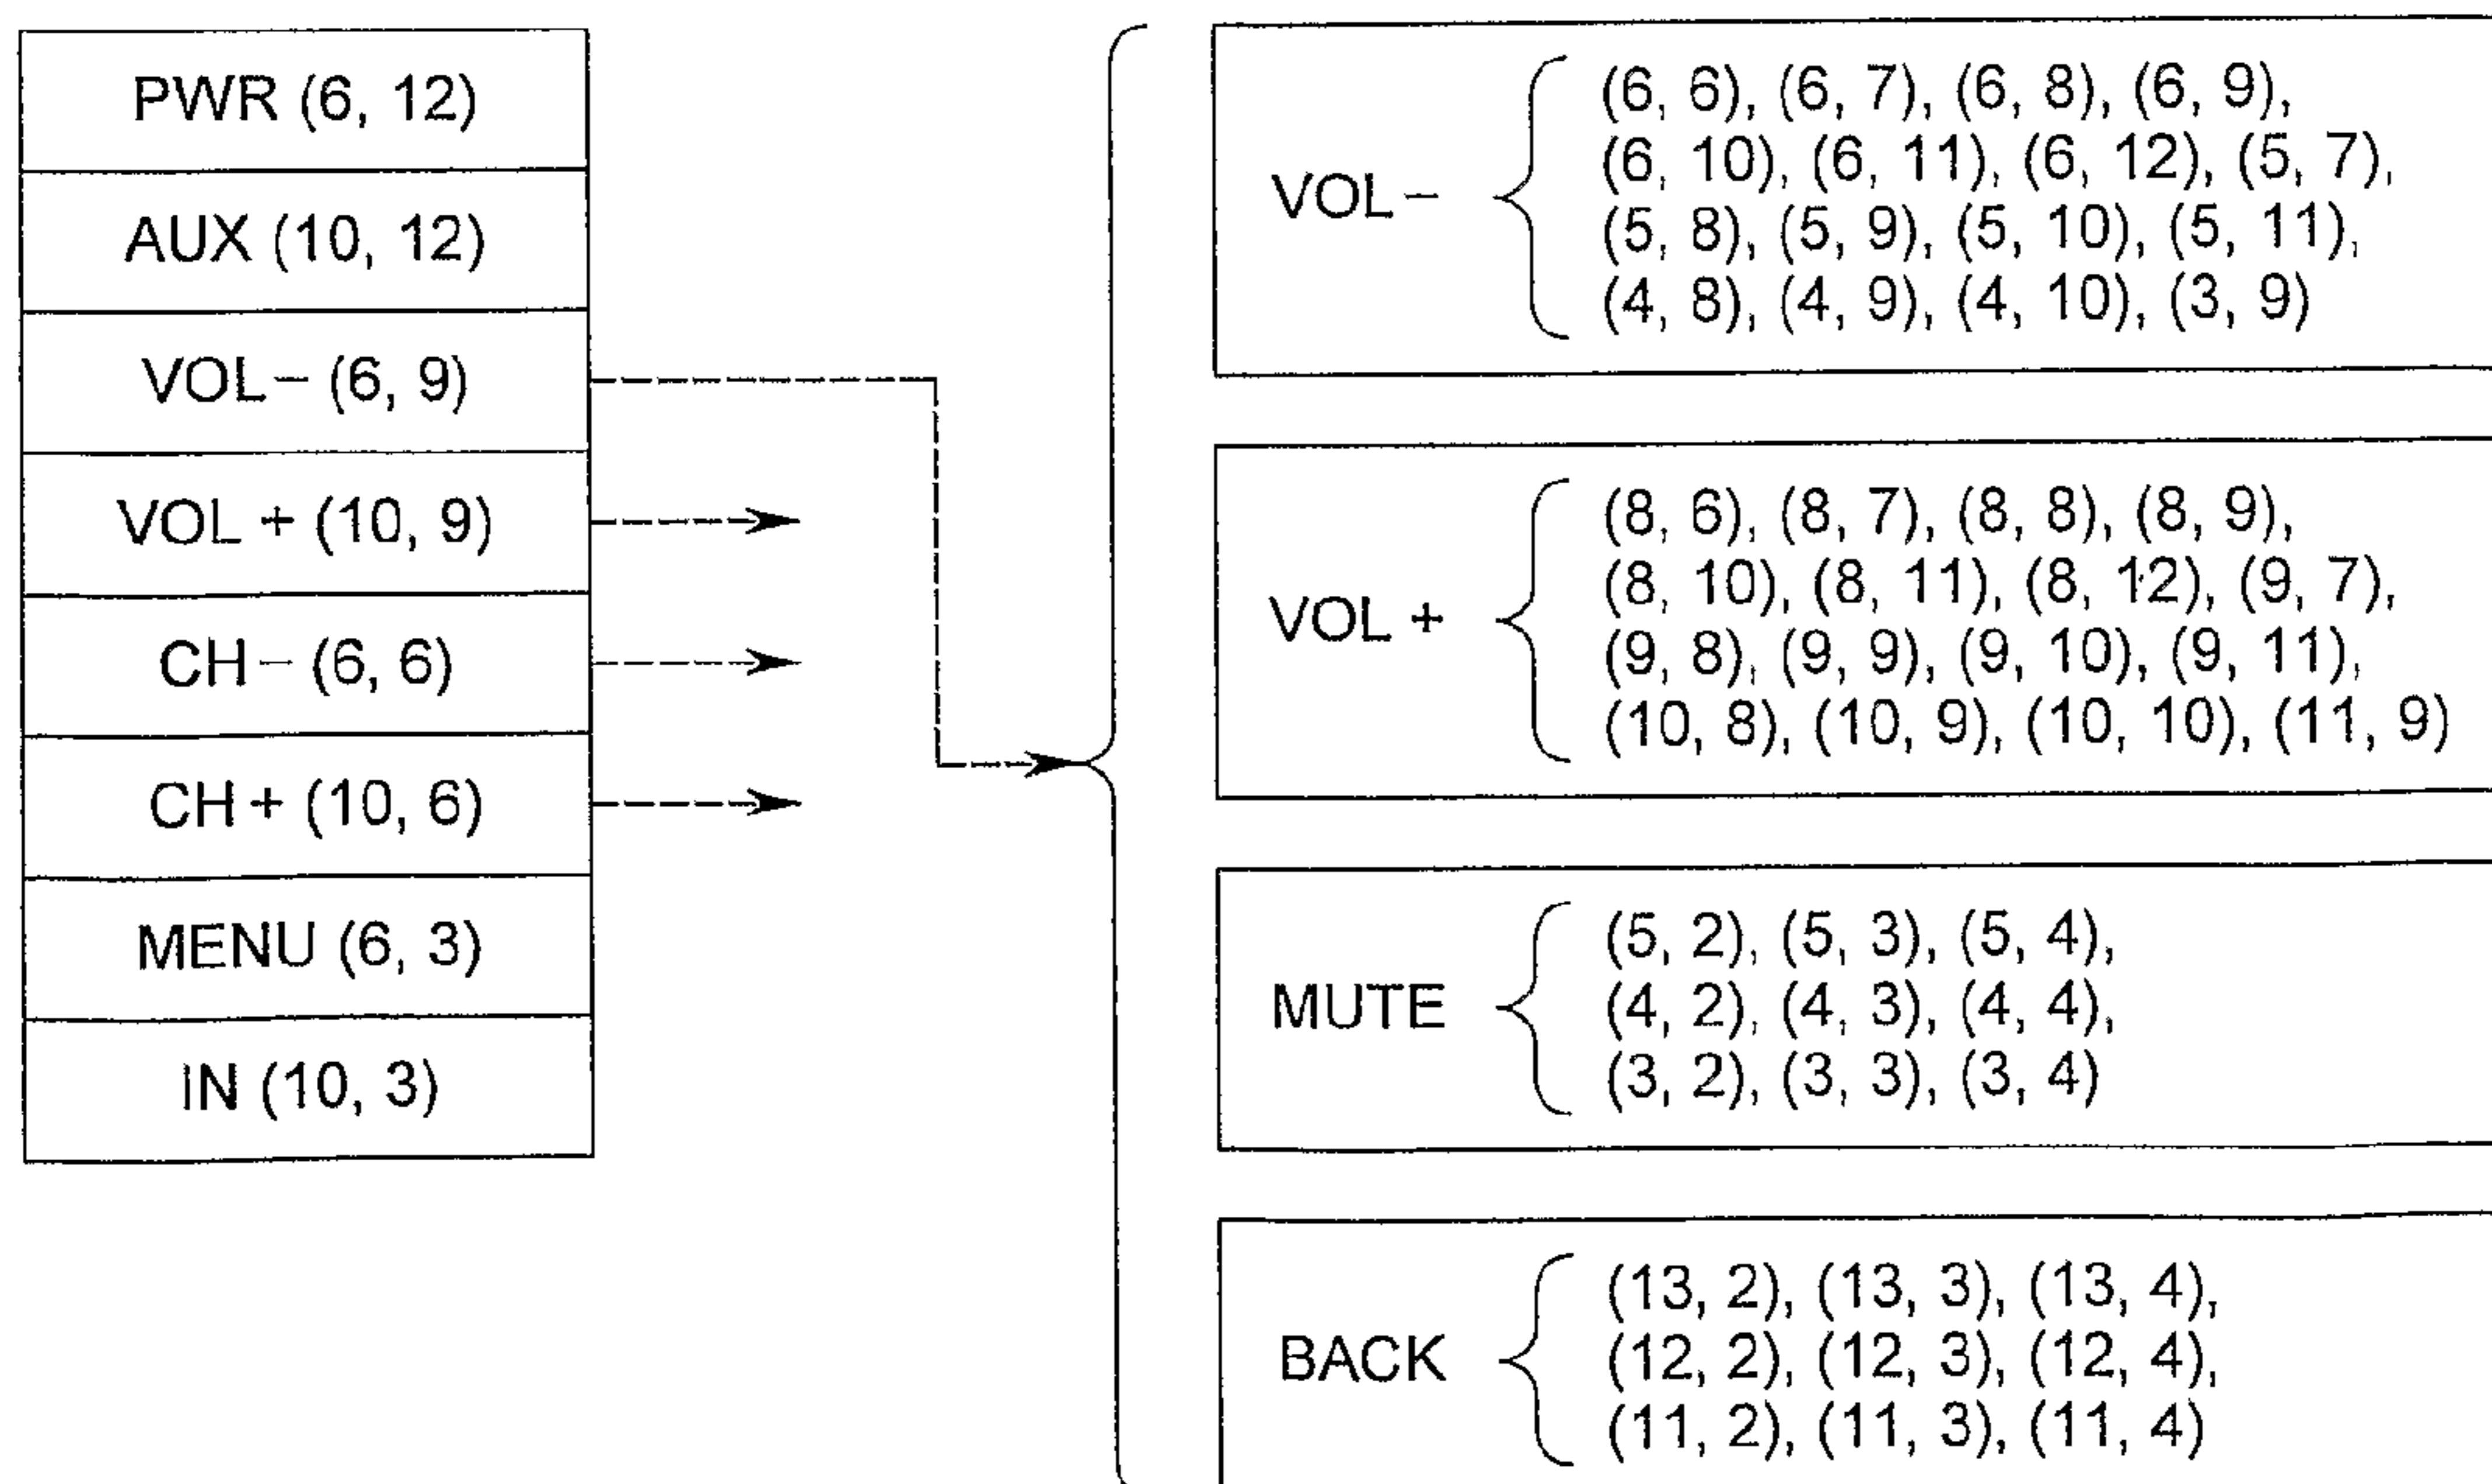 PWR (6, 12)
AUX (10, 12)
VOL− (6, 9)
VOL + (10, 9)
CH− (6, 6)
CH+ (10, 6)
MENU (6, 3)
IN (10, 3)
VOL−
(6, 6), (6, 7), (6, 8), (6, 9),
(6, 10), (6, 11), (6, 12), (5, 7),
(5, 8), (5, 9), (5, 10), (5, 11),
(4, 8), (4, 9), (4, 10), (3, 9)
VOL +
(8, 6), (8, 7), (8, 8), (8, 9),
(8, 10), (8, 11), (8, 12), (9, 7),
(9, 8), (9, 9), (9, 10), (9, 11),
(10, 8), (10, 9), (10, 10), (11, 9)
MUTE
(5, 2), (5, 3), (5, 4),
(4, 2), (4, 3), (4, 4),
(3, 2), (3, 3), (3, 4)
BACK
(13, 2), (13, 3), (13, 4),
(12, 2), (12, 3), (12, 4),
(11, 2), (11, 3), (11, 4)